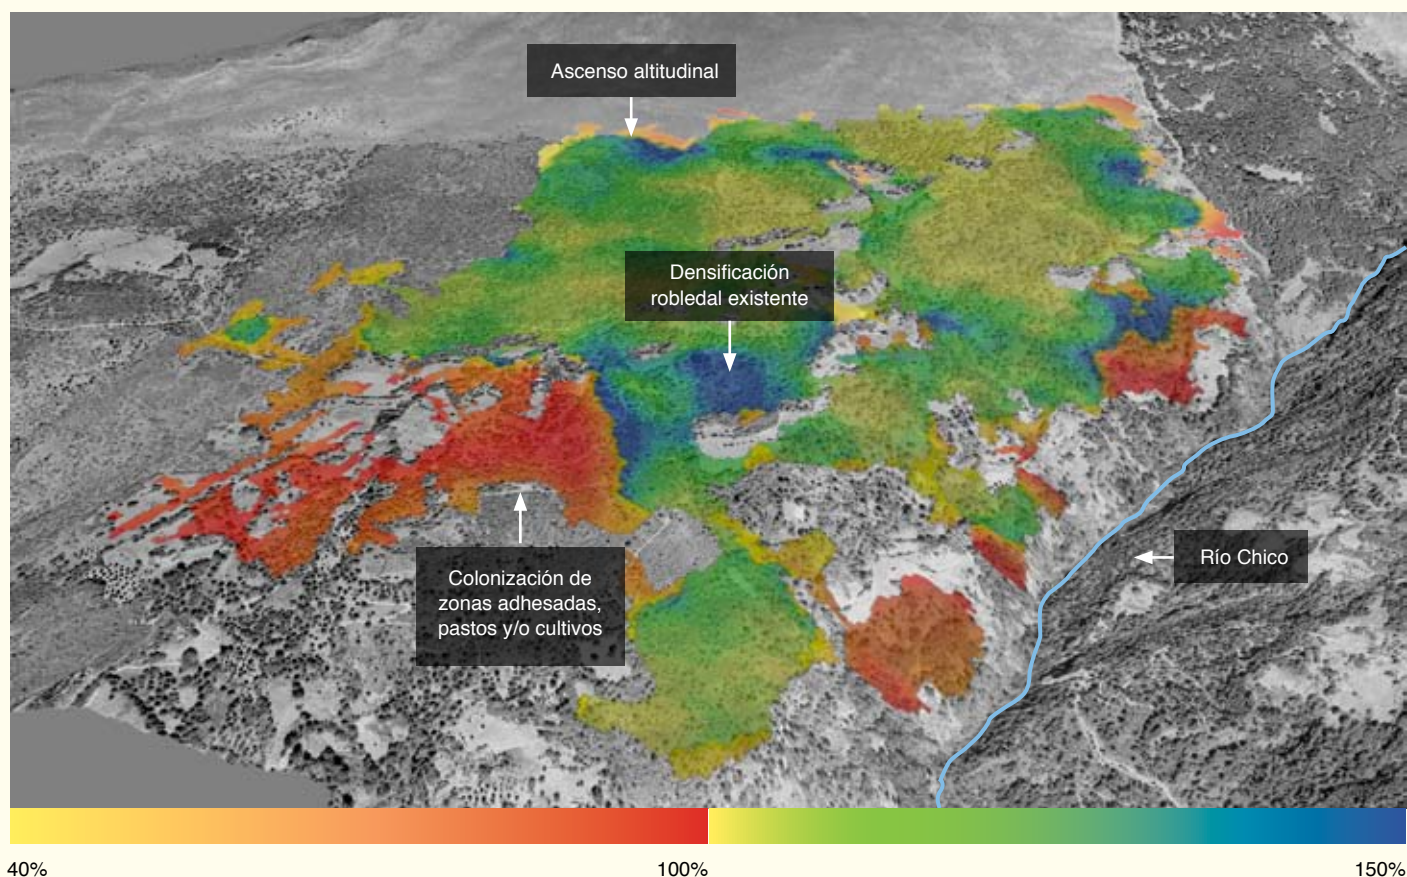 Ascenso altitudinal
Densificación
robledal existente
Colonización de
zonas adhesadas,
pastos y/o cultivos
Río Chico
40%
100%
150%